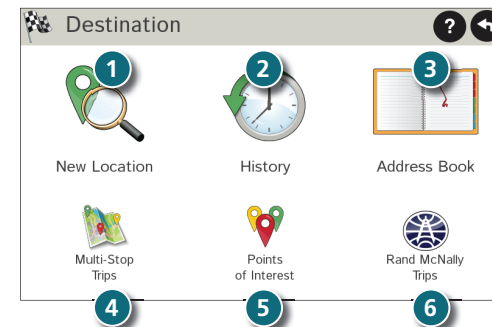 Destination
?
1
2
3
New Location
History
Address Book
Multi-Stop
Trips
Points
of Interest
Rand McNally
Trips
4
5
6